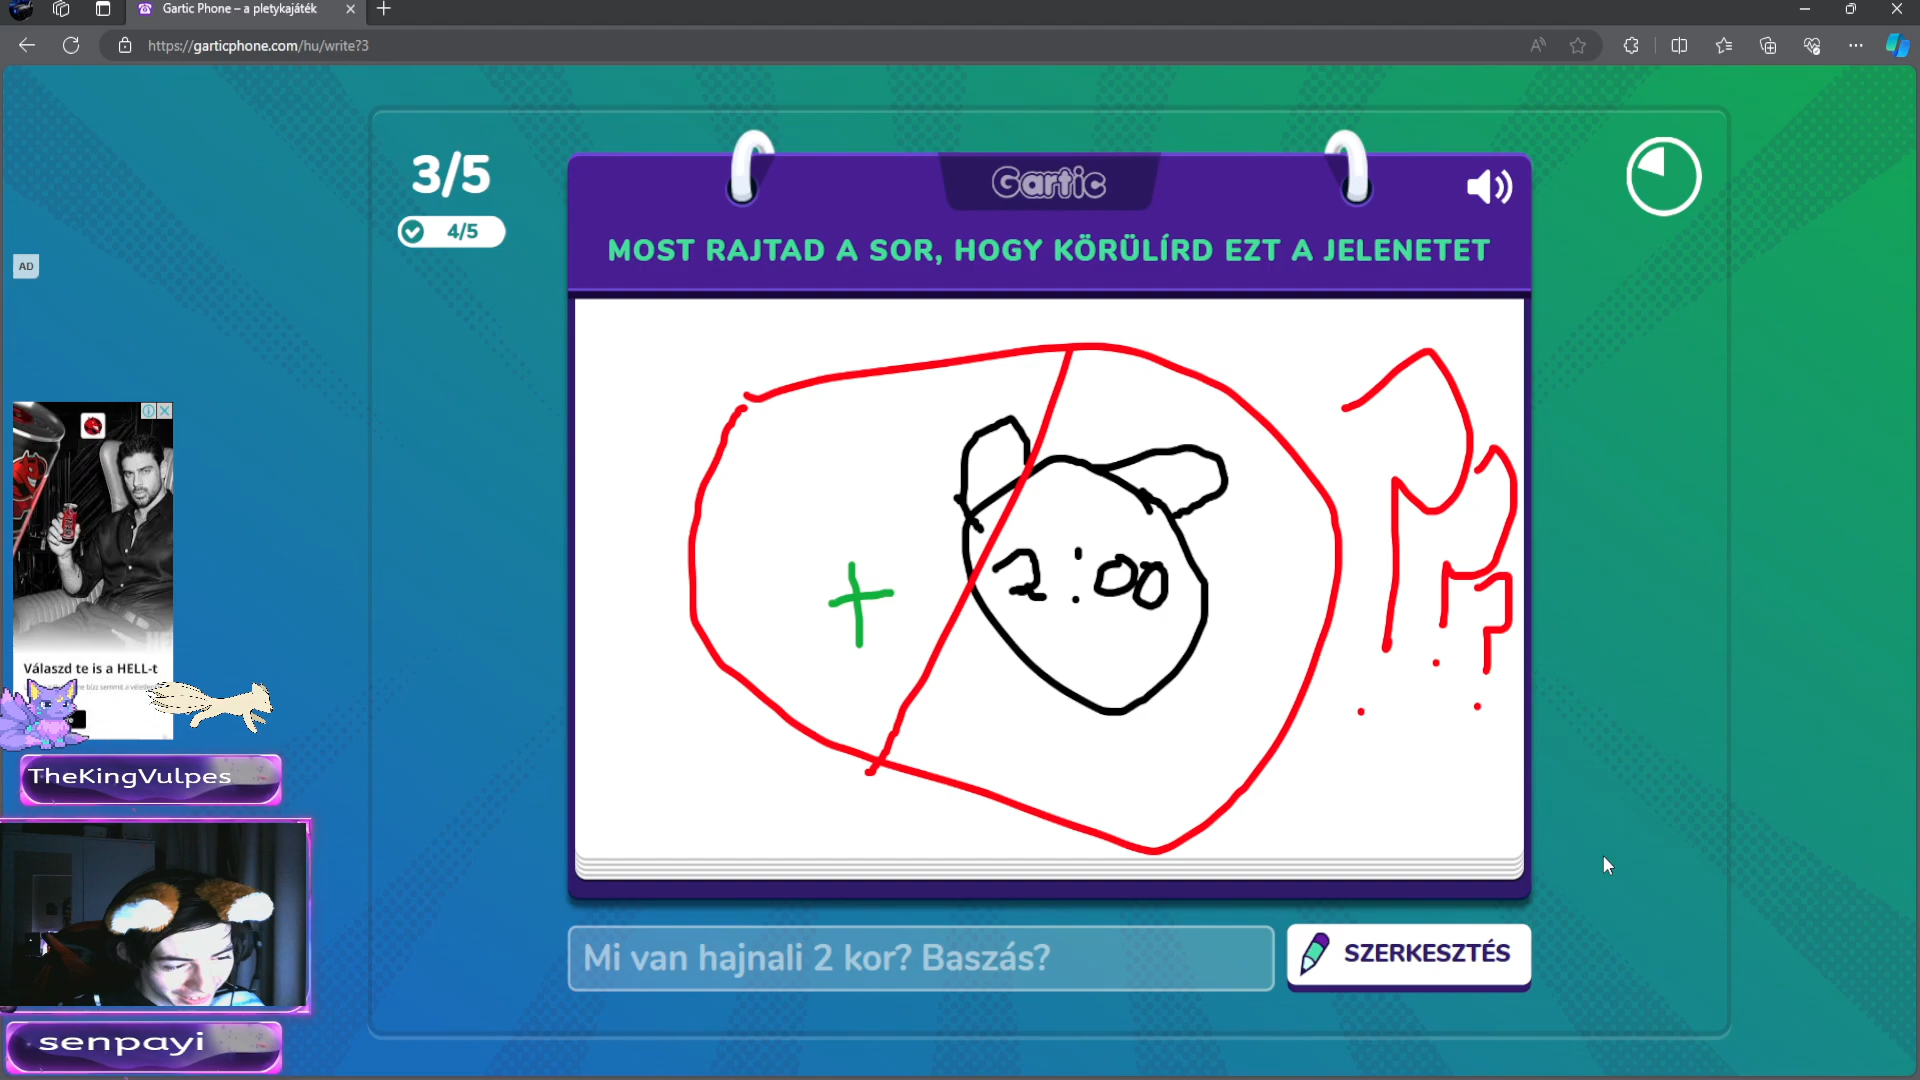 Gartic Phone – a pletykajáték
https://garticphone.com/hu/write?3
3/5
4/5
Gartic
MOST RAJTAD A SOR, HOGY KÖRÜLÍRD EZT A JELENETET
AD
2:00
???
Válaszd te is a HELL-t
TheKingVulpes
senpayi
Mi van hajnali 2 kor? Baszás?
SZERKESZTÉS